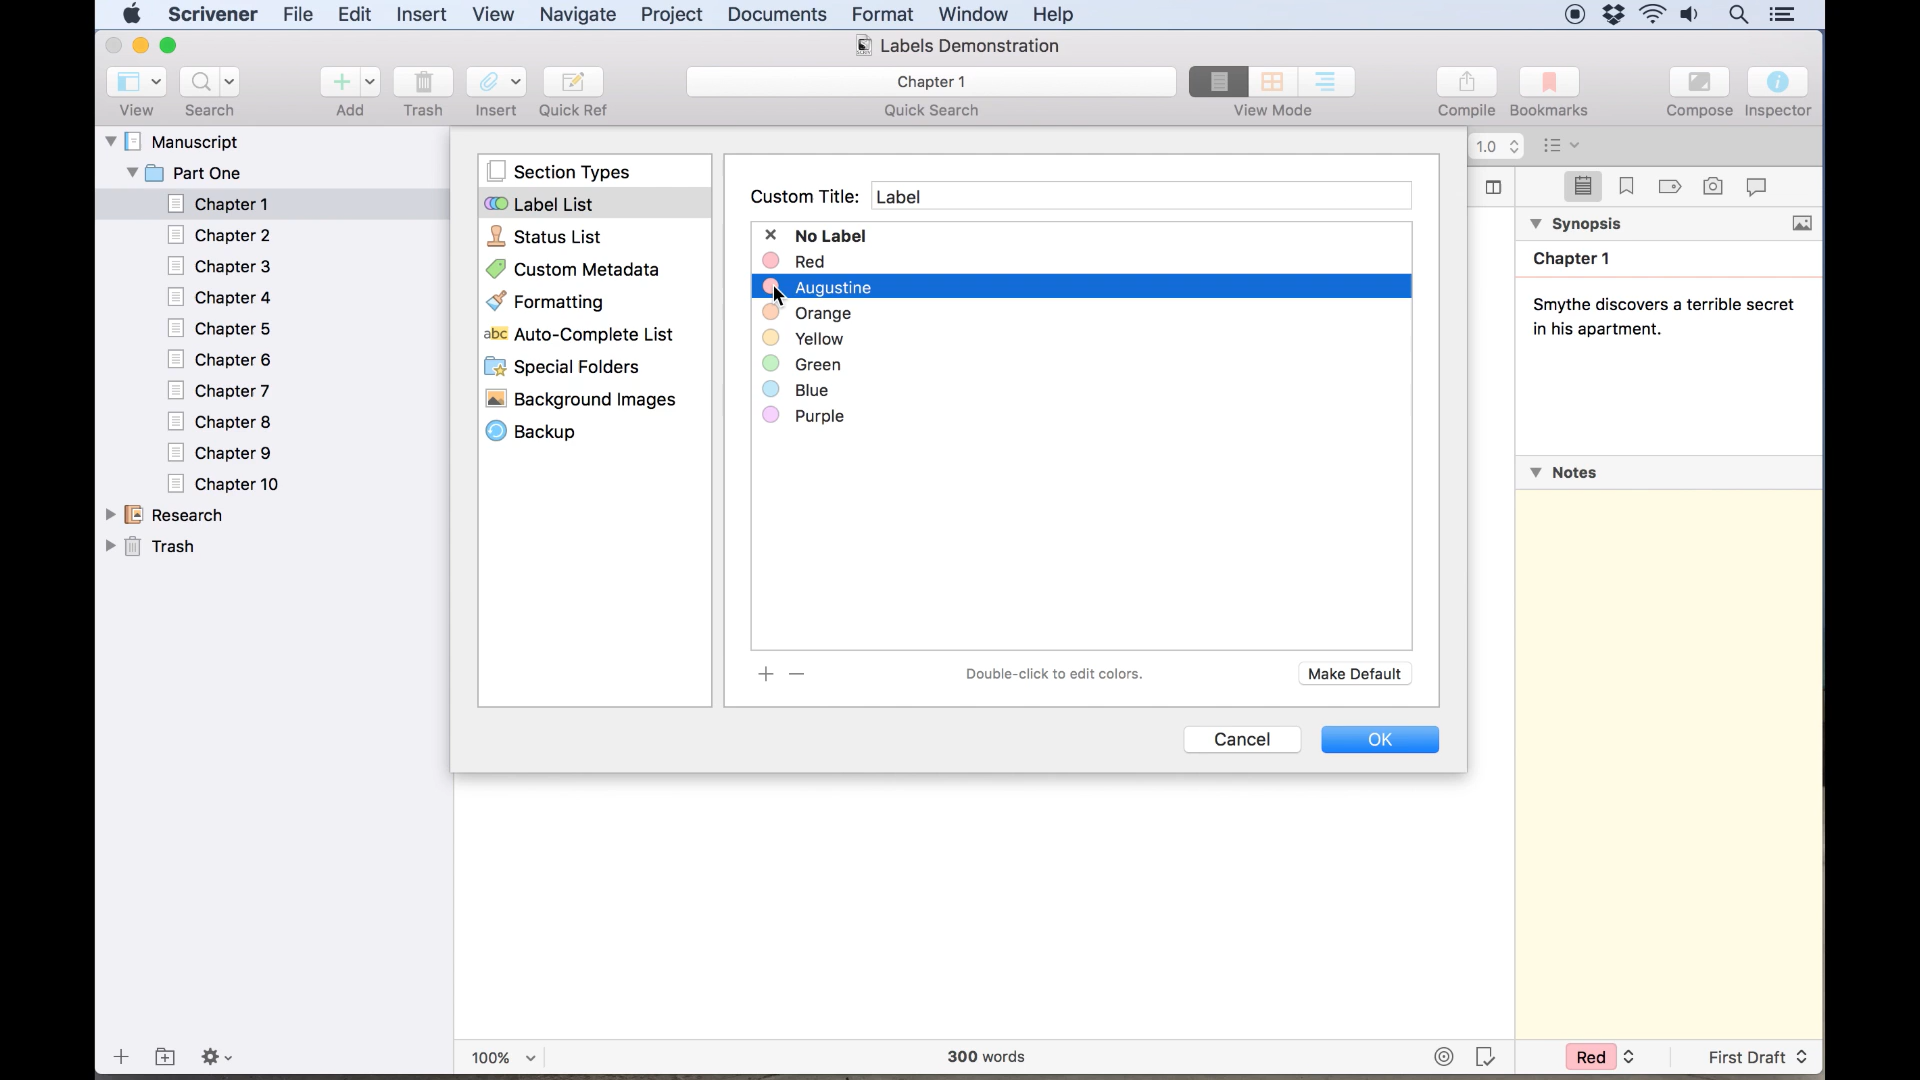 Scrivener File Edit Insert View Navigate Project Documents Format Window Help
Labels Demonstration
Chapter 1
View Search Add Trash Insert Quick Ref Quick Search View Mode Compile Bookmarks Compose Inspector
Manuscript
Part One
Chapter 1
Chapter 2
Chapter 3
Chapter 4
Chapter 5
Chapter 6
Chapter 7
Chapter 8
Chapter 9
Chapter 10
Research
Trash
Section Types
Label List
Status List
Custom Metadata
Formatting
abc Auto-Complete List
Special Folders
Background Images
Backup
Custom Title: Label
No Label
Red
Augustine
Orange
Yellow
Green
Blue
Purple
Double-click to edit colors.
Make Default
Cancel
OK
1.0
Synopsis
Chapter 1
Smythe discovers a terrible secret
in his apartment.
Notes
100%
300 words
Red
First Draft